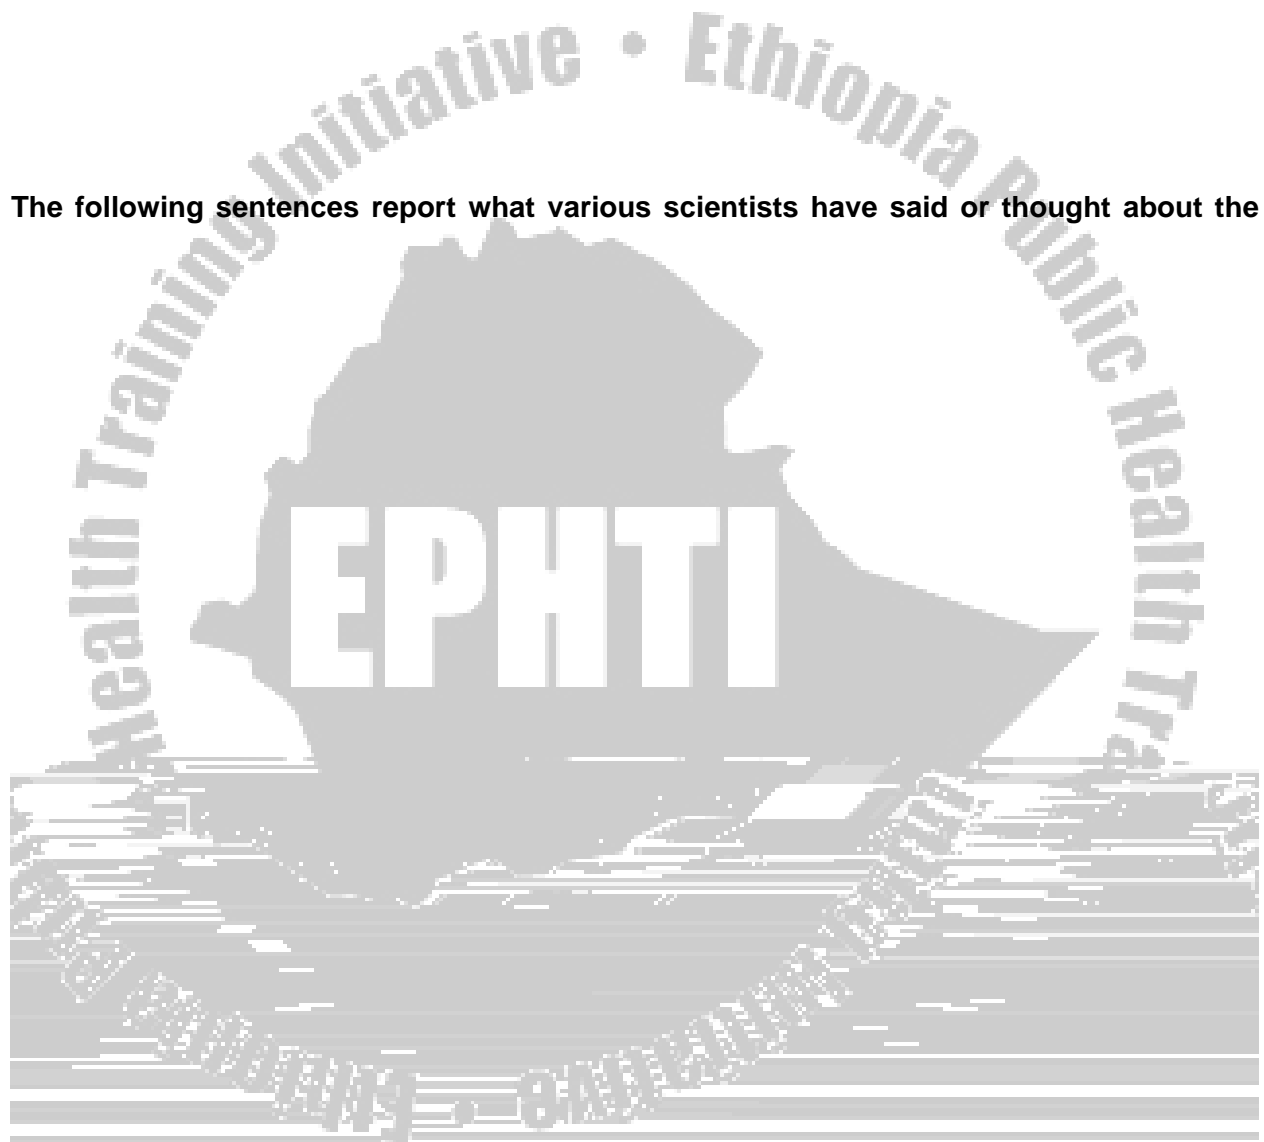 Ethiopia Public Health Training Initiative •
The following sentences report what various scientists have said or thought about the
EPHTI